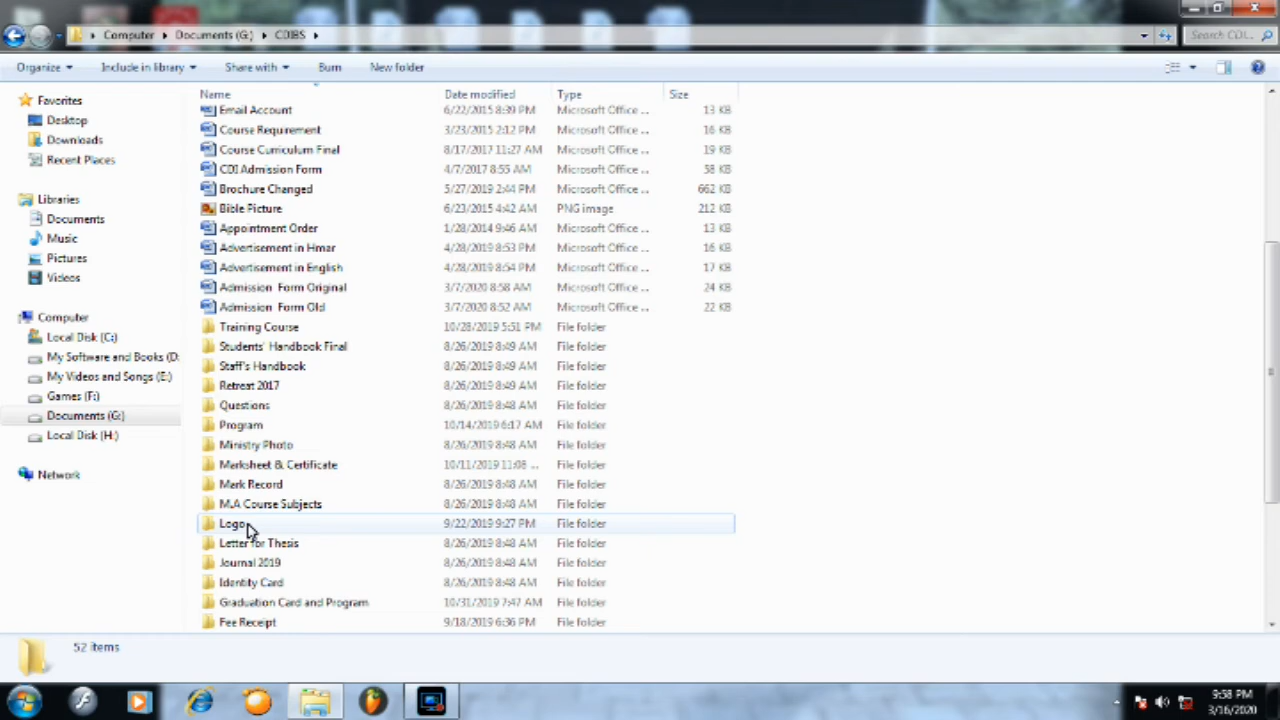 Computer Documents (G:) CDIBS Search CDI...
Organize Include in library Share with Burn New folder
Name Date modified Type Size
Favorites
Desktop
Downloads
Recent Places
Libraries
Documents
Music
Pictures
Videos
Computer
Local Disk (C:)
My Software and Books (D:
My Videos and Songs (E:)
Games (F:)
Documents (G:)
Local Disk (H:)
Network
Email Account 6/22/2015 8:39 PM Microsoft Office ... 13 KB
Course Requirement 3/23/2015 2:12 PM Microsoft Office ... 16 KB
Course Curriculum Final 8/17/2017 11:27 AM Microsoft Office ... 19 KB
CDI Admission Form 4/7/2017 8:55 AM Microsoft Office ... 38 KB
Brochure Changed 5/27/2019 2:44 PM Microsoft Office ... 662 KB
Bible Picture 6/23/2015 4:42 AM PNG image 212 KB
Appointment Order 1/28/2014 9:46 AM Microsoft Office ... 13 KB
Advertisement in Hmar 4/28/2019 8:53 PM Microsoft Office ... 16 KB
Advertisement in English 4/28/2019 8:54 PM Microsoft Office ... 17 KB
Admission Form Original 3/7/2020 8:58 AM Microsoft Office ... 24 KB
Admission Form Old 3/7/2020 8:52 AM Microsoft Office ... 22 KB
Training Course 10/28/2019 5:51 PM File folder
Students' Handbook Final 8/26/2019 8:49 AM File folder
Staff's Handbook 8/26/2019 8:49 AM File folder
Retreat 2017 8/26/2019 8:49 AM File folder
Questions 8/26/2019 8:48 AM File folder
Program 10/14/2019 6:17 AM File folder
Ministry Photo 8/26/2019 8:48 AM File folder
Marksheet & Certificate 10/11/2019 11:08 ... File folder
Mark Record 8/26/2019 8:48 AM File folder
M.A Course Subjects 8/26/2019 8:48 AM File folder
Logo 9/22/2019 9:27 PM File folder
Letter for Thesis 8/26/2019 8:48 AM File folder
Journal 2019 8/26/2019 8:48 AM File folder
Identity Card 8/26/2019 8:48 AM File folder
Graduation Card and Program 10/31/2019 7:47 AM File folder
Fee Receipt 9/18/2019 6:36 PM File folder
52 items
9:58 PM
3/16/2020